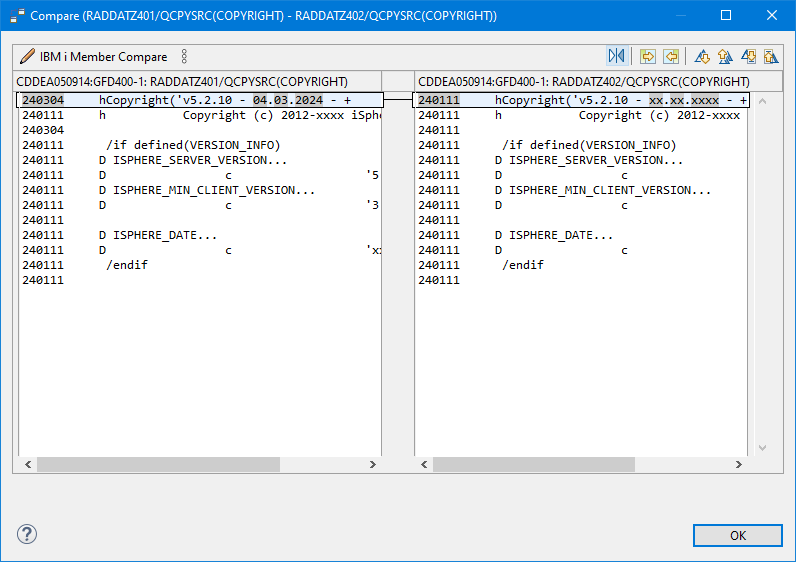 Compare (RADDATZ401/QCPYSRC(COPYRIGHT) - RADDATZ402/QCPYSRC(COPYRIGHT))
IBM i Member Compare
CDDEA050914:GFD400-1: RADDATZ401/QCPYSRC(COPYRIGHT)
240304 hCopyright('v5.2.10 - 04.03.2024 - +
240111 h Copyright (c) 2012-xxxx iSphe
240304
240111 /if defined(VERSION_INFO)
240111 D ISPHERE_SERVER_VERSION...
240111 D c '5
240111 D ISPHERE_MIN_CLIENT_VERSION...
240111 D c '3
240111
240111 D ISPHERE_DATE...
240111 D c 'xx
240111 /endif
240111
CDDEA050914:GFD400-1: RADDATZ402/QCPYSRC(COPYRIGHT)
240111 hCopyright('v5.2.10 - xx.xx.xxxx - +
240111 h Copyright (c) 2012-xxxx
240111
240111 /if defined(VERSION_INFO)
240111 D ISPHERE_SERVER_VERSION...
240111 D c
240111 D ISPHERE_MIN_CLIENT_VERSION...
240111 D c
240111
240111 D ISPHERE_DATE...
240111 D c
240111 /endif
240111
OK